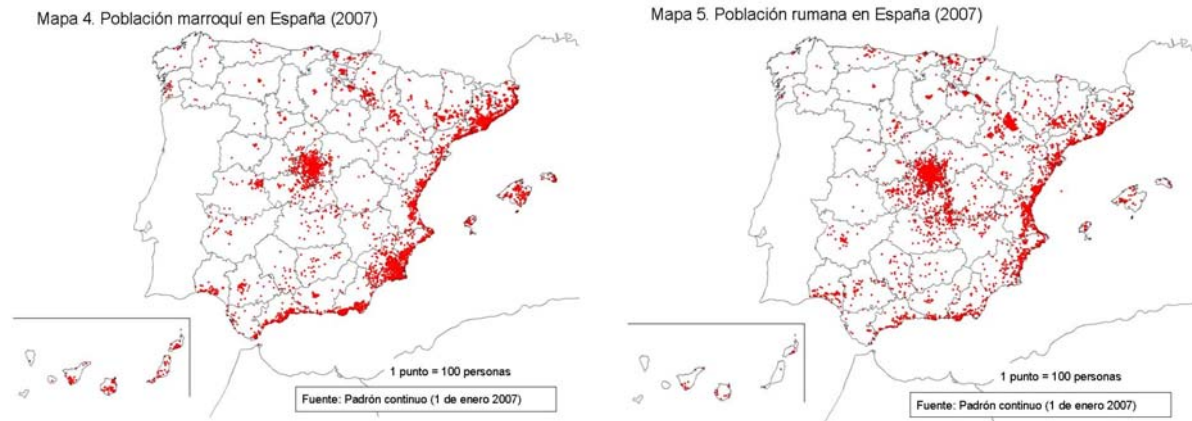 Mapa 4. Población marroquí en España (2007)
1 punto = 100 personas
Fuente: Padrón continuo (1 de enero 2007)
Mapa 5. Población rumana en España (2007)
1 punto = 100 personas
Fuente: Padrón continuo (1 de enero 2007)